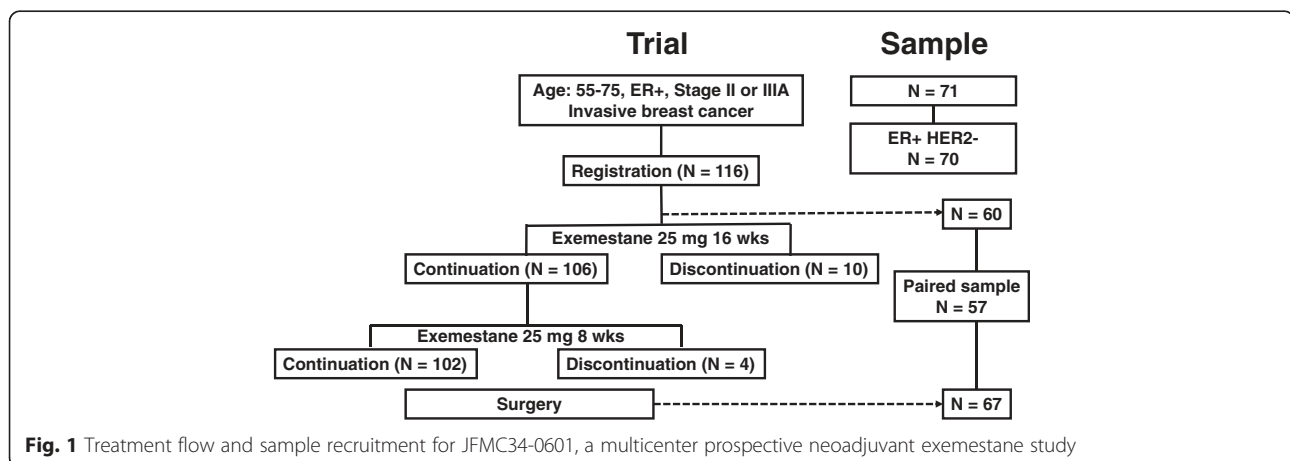 Trial
Sample
Age: 55-75, ER+, Stage II or IIIA
Invasive breast cancer
N = 71
ER+ HER2-
N = 70
Registration (N = 116)
N = 60
Exemestane 25 mg 16 wks
Continuation (N = 106)
Discontinuation (N = 10)
Paired sample
N = 57
Exemestane 25 mg 8 wks
Continuation (N = 102)
Discontinuation (N = 4)
Surgery
N = 67
Fig. 1 Treatment flow and sample recruitment for JFMC34-0601, a multicenter prospective neoadjuvant exemestane study